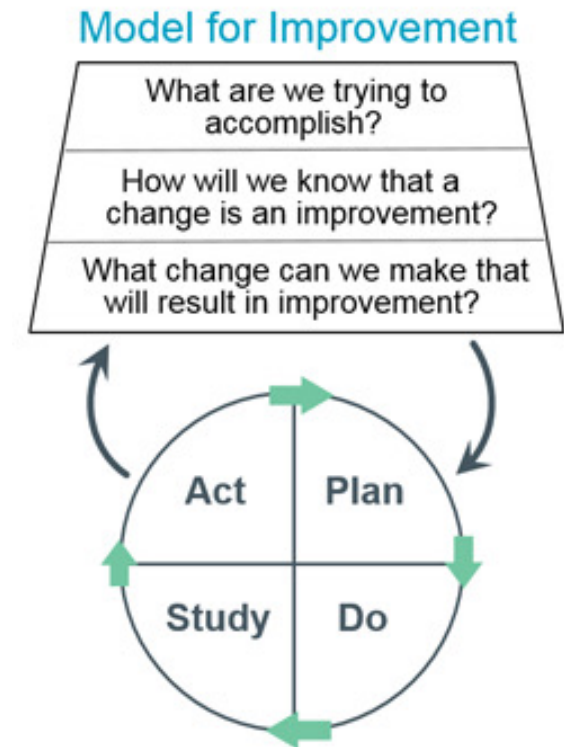 Model for Improvement
What are we trying to
accomplish?
How will we know that a
change is an improvement?
What change can we make that
will result in improvement?
Act
Plan
Study
Do